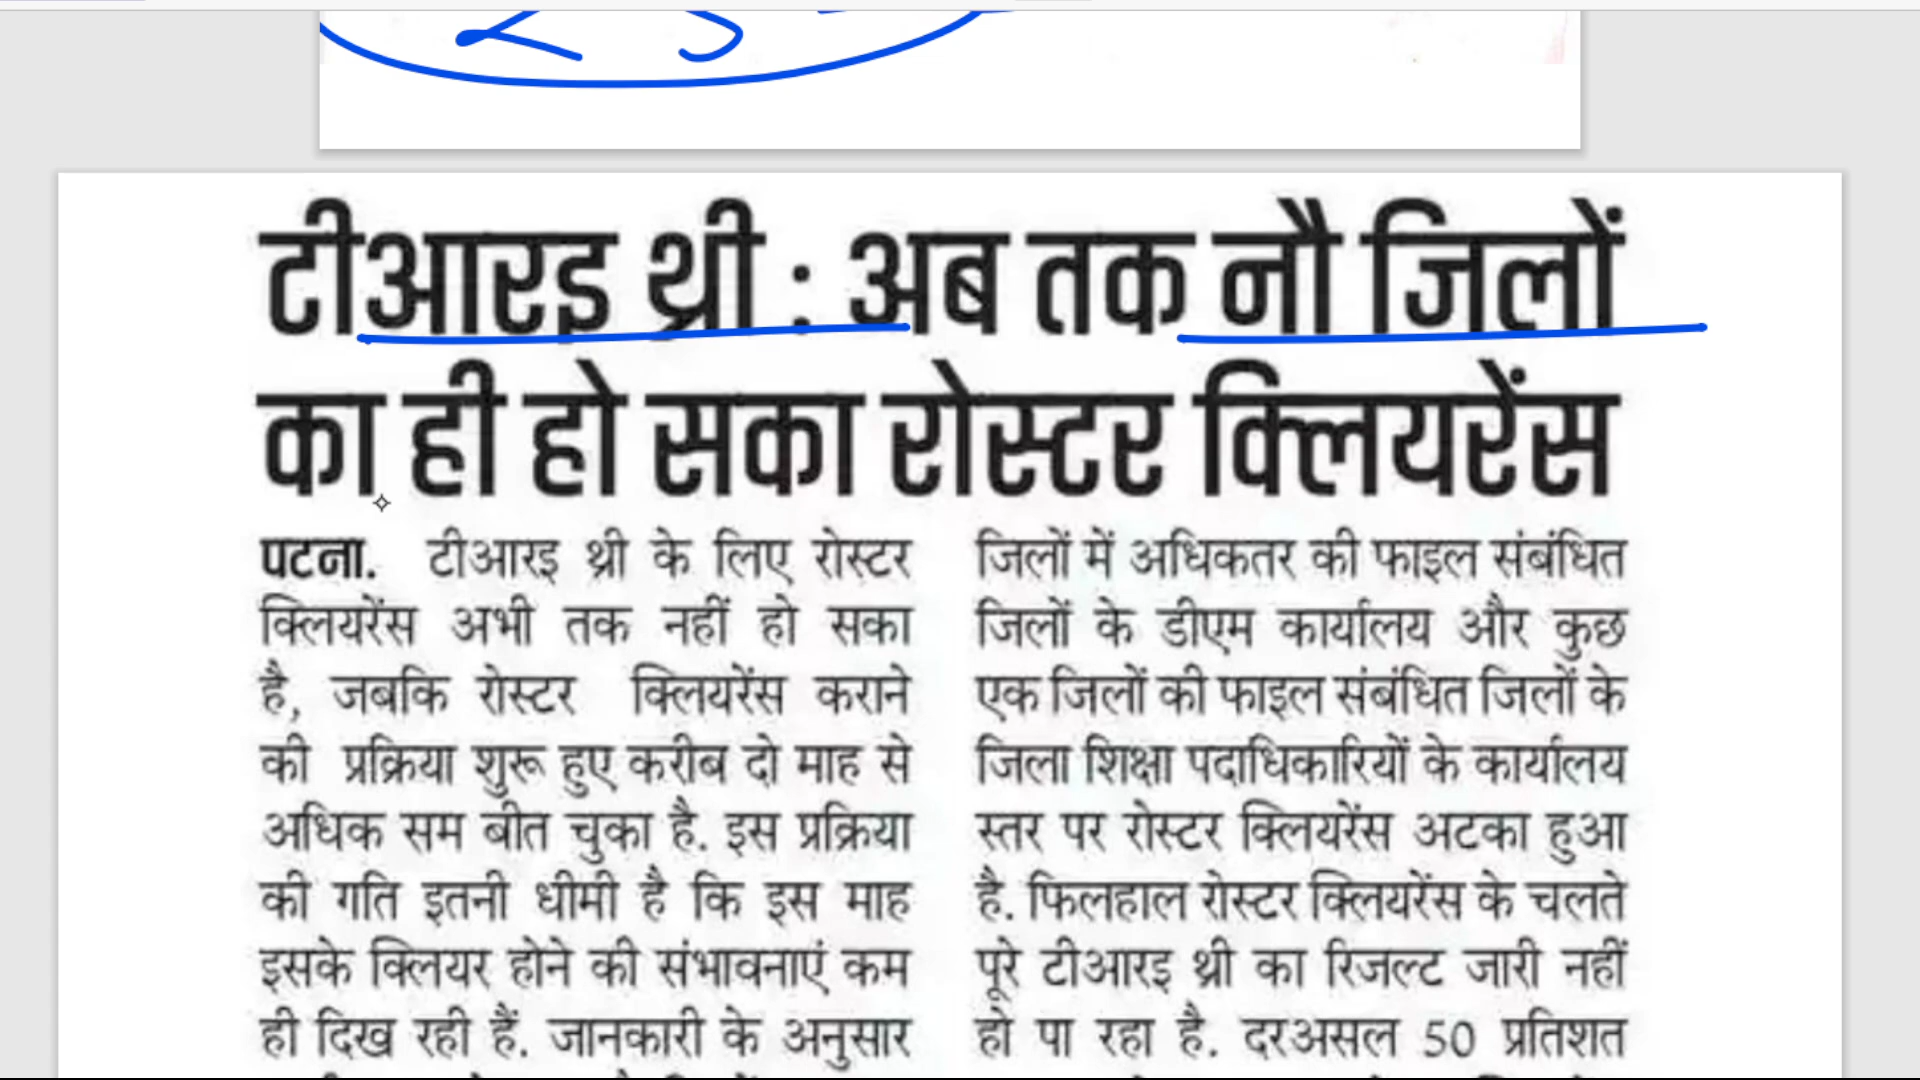 टीआरइ थ्री : अब तक नौ जिलों
का ही हो सका रोस्टर क्लियरेंस
पटना. टीआरइ थ्री के लिए रोस्टर
क्लियरेंस अभी तक नहीं हो सका
है, जबकि रोस्टर क्लियरेंस कराने
की प्रक्रिया शुरू हुए करीब दो माह से
अधिक सम बीत चुका है. इस प्रक्रिया
की गति इतनी धीमी है कि इस माह
इसके क्लियर होने की संभावनाएं कम
ही दिख रही हैं. जानकारी के अनुसार
जिलों में अधिकतर की फाइल संबंधित
जिलों के डीएम कार्यालय और कुछ
एक जिलों की फाइल संबंधित जिलों के
जिला शिक्षा पदाधिकारियों के कार्यालय
स्तर पर रोस्टर क्लियरेंस अटका हुआ
है. फिलहाल रोस्टर क्लियरेंस के चलते
पूरे टीआरइ थ्री का रिजल्ट जारी नहीं
हो पा रहा है. दरअसल 50 प्रतिशत